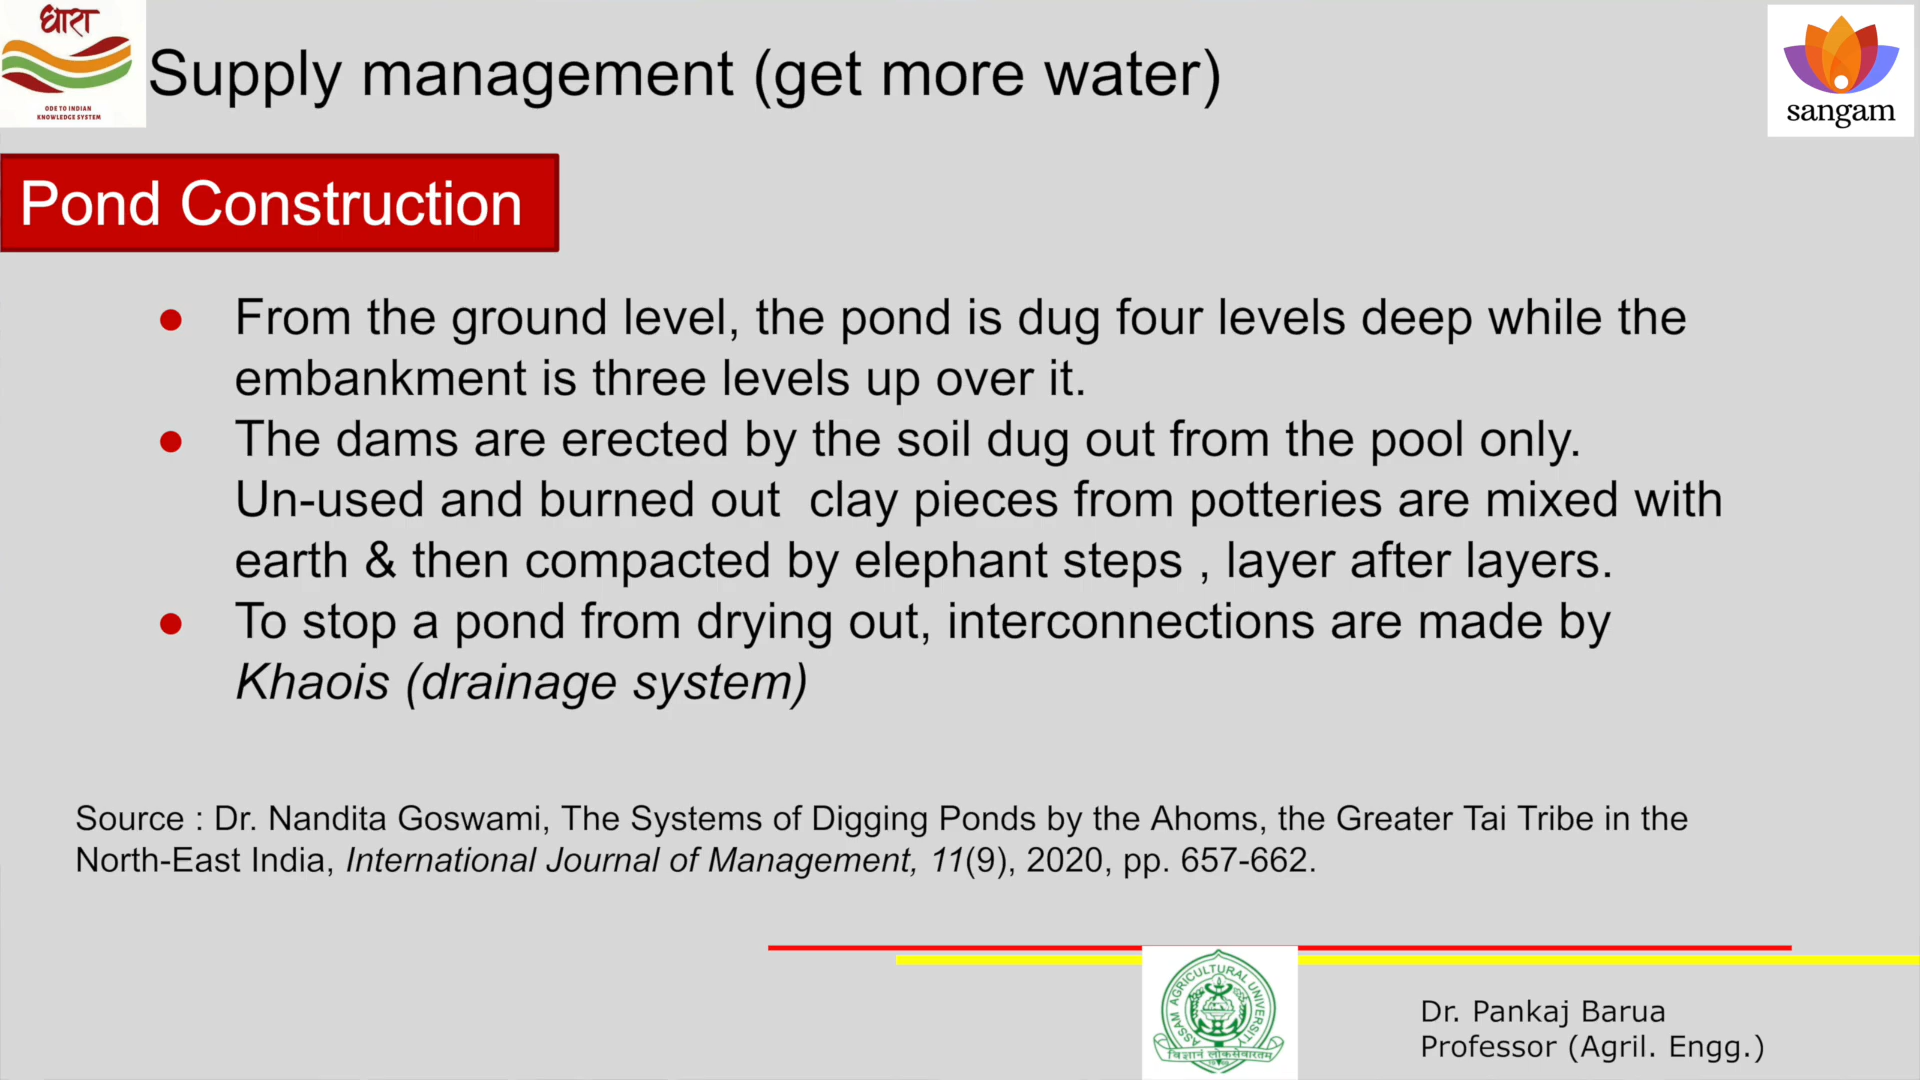 धारा
ODE TO INDIAN
KNOWLEDGE SYSTEM
Supply management (get more water)
sangam
Pond Construction
● From the ground level, the pond is dug four levels deep while the
embankment is three levels up over it.
● The dams are erected by the soil dug out from the pool only.
Un-used and burned out clay pieces from potteries are mixed with
earth & then compacted by elephant steps , layer after layers.
● To stop a pond from drying out, interconnections are made by
Khaois (drainage system)
Source : Dr. Nandita Goswami, The Systems of Digging Ponds by the Ahoms, the Greater Tai Tribe in the
North-East India, International Journal of Management, 11(9), 2020, pp. 657-662.
ASSAM AGRICULTURAL UNIVERSITY
विज्ञानं लोकसेवारतम्
Dr. Pankaj Barua
Professor (Agril. Engg.)